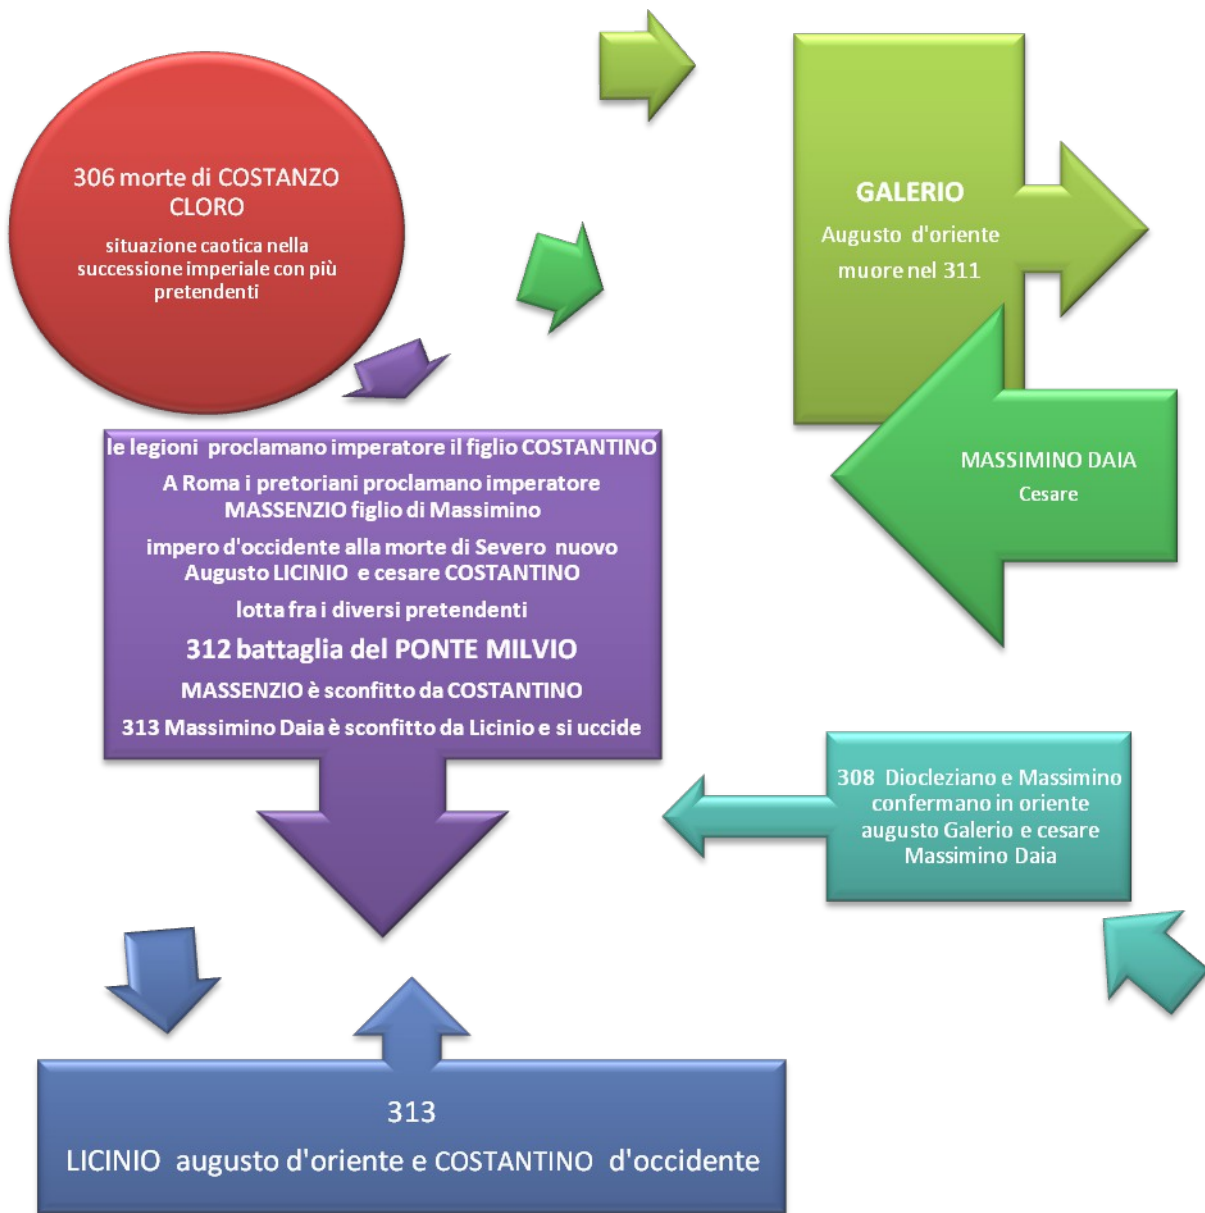 306 morte di COSTANZO
CLORO
situazione caotica nella
successione imperiale con più
pretendenti
GALERIO
Augusto d'oriente
muore nel 311
MASSIMINO DAIA
Cesare
le legioni proclamano imperatore il figlio COSTANTINO
A Roma i pretoriani proclamano imperatore
MASSENZIO figlio di Massimino
impero d'occidente alla morte di Severo nuovo
Augusto LICINIO e cesare COSTANTINO
lotta fra i diversi pretendenti
312 battaglia del PONTE MILVIO
MASSENZIO è sconfitto da COSTANTINO
313 Massimino Daia è sconfitto da Licinio e si uccide
308 Diocleziano e Massimino
confermano in oriente
augusto Galerio e cesare
Massimino Daia
313
LICINIO augusto d'oriente e COSTANTINO d'occidente